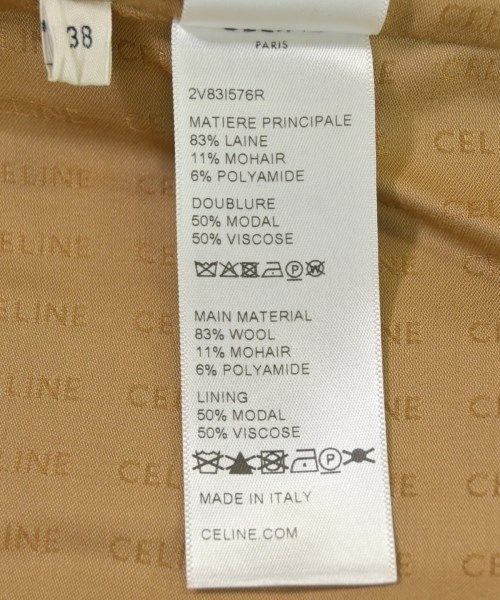 38
CELINE
PARIS
2V83I576R
MATIERE PRINCIPALE
83% LAINE
11% MOHAIR
6% POLYAMIDE
DOUBLURE
50% MODAL
50% VISCOSE
MAIN MATERIAL
83% WOOL
11% MOHAIR
6% POLYAMIDE
LINING
50% MODAL
50% VISCOSE
MADE IN ITALY
CELINE.COM
CELINE
CELINE
CELINE
CELINE
CELINE
CELINE